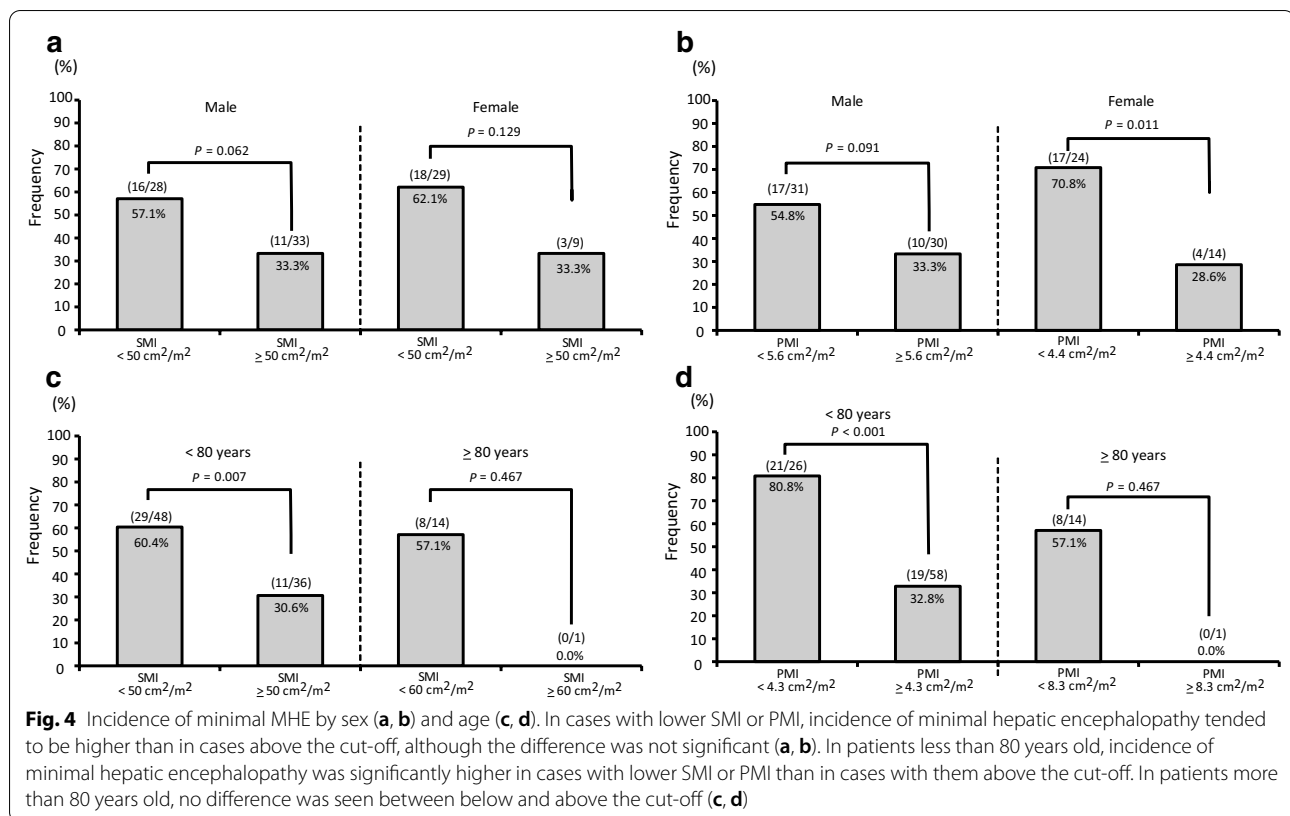 a
(%)
Frequency
100
90
80
70
60
50
40
30
20
10
0
Male
P = 0.062
(16/28)
57.1%
(11/33)
33.3%
Female
P = 0.129
(18/29)
62.1%
(3/9)
33.3%
SMI
< 50 cm²/m²
SMI
≥ 50 cm²/m²
SMI
< 50 cm²/m²
SMI
≥ 50 cm²/m²
b
(%)
Frequency
100
90
80
70
60
50
40
30
20
10
0
Male
P = 0.091
(17/31)
54.8%
(10/30)
33.3%
Female
P = 0.011
(17/24)
70.8%
(4/14)
28.6%
PMI
< 5.6 cm²/m²
PMI
≥ 5.6 cm²/m²
PMI
< 4.4 cm²/m²
PMI
≥ 4.4 cm²/m²
c
(%)
Frequency
100
90
80
70
60
50
40
30
20
10
0
< 80 years
P = 0.007
(29/48)
60.4%
(11/36)
30.6%
≥ 80 years
P = 0.467
(8/14)
57.1%
(0/1)
0.0%
SMI
< 50 cm²/m²
SMI
≥ 50 cm²/m²
SMI
< 60 cm²/m²
SMI
≥ 60 cm²/m²
d
(%)
Frequency
100
90
80
70
60
50
40
30
20
10
0
< 80 years
P < 0.001
(21/26)
80.8%
(19/58)
32.8%
≥ 80 years
P = 0.467
(8/14)
57.1%
(0/1)
0.0%
PMI
< 4.3 cm²/m²
PMI
≥ 4.3 cm²/m²
PMI
< 8.3 cm²/m²
PMI
≥ 8.3 cm²/m²
Fig. 4 Incidence of minimal MHE by sex (a, b) and age (c, d). In cases with lower SMI or PMI, incidence of minimal hepatic encephalopathy tended
to be higher than in cases above the cut-off, although the difference was not significant (a, b). In patients less than 80 years old, incidence of
minimal hepatic encephalopathy was significantly higher in cases with lower SMI or PMI than in cases with them above the cut-off. In patients more
than 80 years old, no difference was seen between below and above the cut-off (c, d)